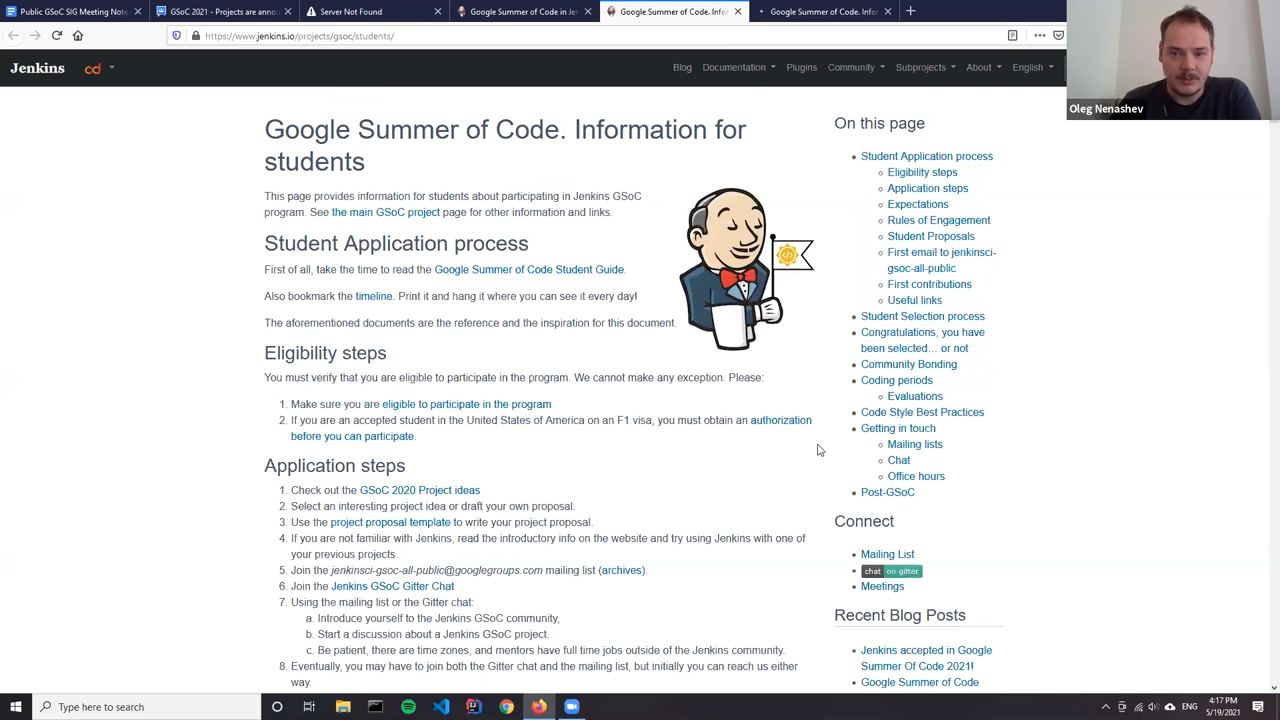 Public GSoC SIG Meeting Note
GSoC 2021 - Projects are annou
Server Not Found
Google Summer of Code in Jen
Google Summer of Code. Infor
Google Summer of Code. Infor
https://www.jenkins.io/projects/gsoc/students/
Jenkins
cd
Blog
Documentation
Plugins
Community
Subprojects
About
English
Oleg Nenashev
Google Summer of Code. Information for
students
This page provides information for students about participating in Jenkins GSoC
program. See the main GSoC project page for other information and links.
Student Application process
First of all, take the time to read the Google Summer of Code Student Guide.
Also bookmark the timeline. Print it and hang it where you can see it every day!
The aforementioned documents are the reference and the inspiration for this document.
Eligibility steps
You must verify that you are eligible to participate in the program. We cannot make any exception. Please:
1. Make sure you are eligible to participate in the program
2. If you are an accepted student in the United States of America on an F1 visa, you must obtain an authorization
before you can participate.
Application steps
1. Check out the GSoC 2020 Project ideas
2. Select an interesting project idea or draft your own proposal.
3. Use the project proposal template to write your project proposal.
4. If you are not familiar with Jenkins, read the introductory info on the website and try using Jenkins with one of
your previous projects.
5. Join the jenkinsci-gsoc-all-public@googlegroups.com mailing list (archives).
6. Join the Jenkins GSoC Gitter Chat
7. Using the mailing list or the Gitter chat:
a. Introduce yourself to the Jenkins GSoC community,
b. Start a discussion about a Jenkins GSoC project.
c. Be patient, there are time zones, and mentors have full time jobs outside of the Jenkins community.
8. Eventually, you may have to join both the Gitter chat and the mailing list, but initially you can reach us either
way.
On this page
Student Application process
Eligibility steps
Application steps
Expectations
Rules of Engagement
Student Proposals
First email to jenkinsci-
gsoc-all-public
First contributions
Useful links
Student Selection process
Congratulations, you have
been selected… or not
Community Bonding
Coding periods
Evaluations
Code Style Best Practices
Getting in touch
Mailing lists
Chat
Office hours
Post-GSoC
Connect
Mailing List
chat on gitter
Meetings
Recent Blog Posts
Jenkins accepted in Google
Summer Of Code 2021!
Google Summer of Code
Type here to search
ENG
4:17 PM
5/19/2021